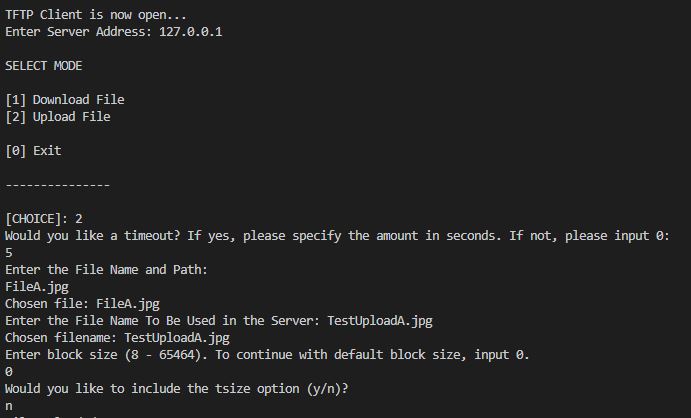 TFTP Client is now open...
Enter Server Address: 127.0.0.1
SELECT MODE
[1] Download File
[2] Upload File
[0] Exit
---------------
[CHOICE]: 2
Would you like a timeout? If yes, please specify the amount in seconds. If not, please input 0:
5
Enter the File Name and Path:
FileA.jpg
Chosen file: FileA.jpg
Enter the File Name To Be Used in the Server: TestUploadA.jpg
Chosen filename: TestUploadA.jpg
Enter block size (8 - 65464). To continue with default block size, input 0.
0
Would you like to include the tsize option (y/n)?
n